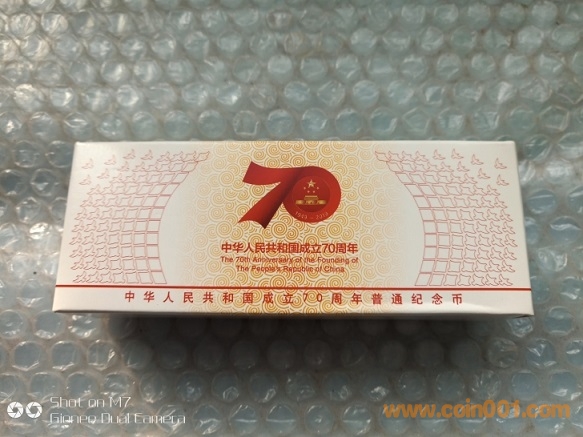 70
1949-2019
中华人民共和国成立70周年
The 70th Anniversary of the Founding of
The People's Republic of China
中华人民共和国成立70周年普通纪念币
Shot on M7
Gionee Dual Camera
www.coin001.com